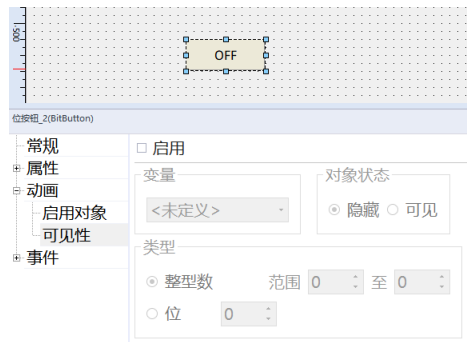 500
OFF
位按钮_2(BitButton)
常规
属性
动画
启用对象
可见性
事件
启用
变量
<未定义>
对象状态
隐藏 可见
类型
整型数 范围 0 至 0
位 0